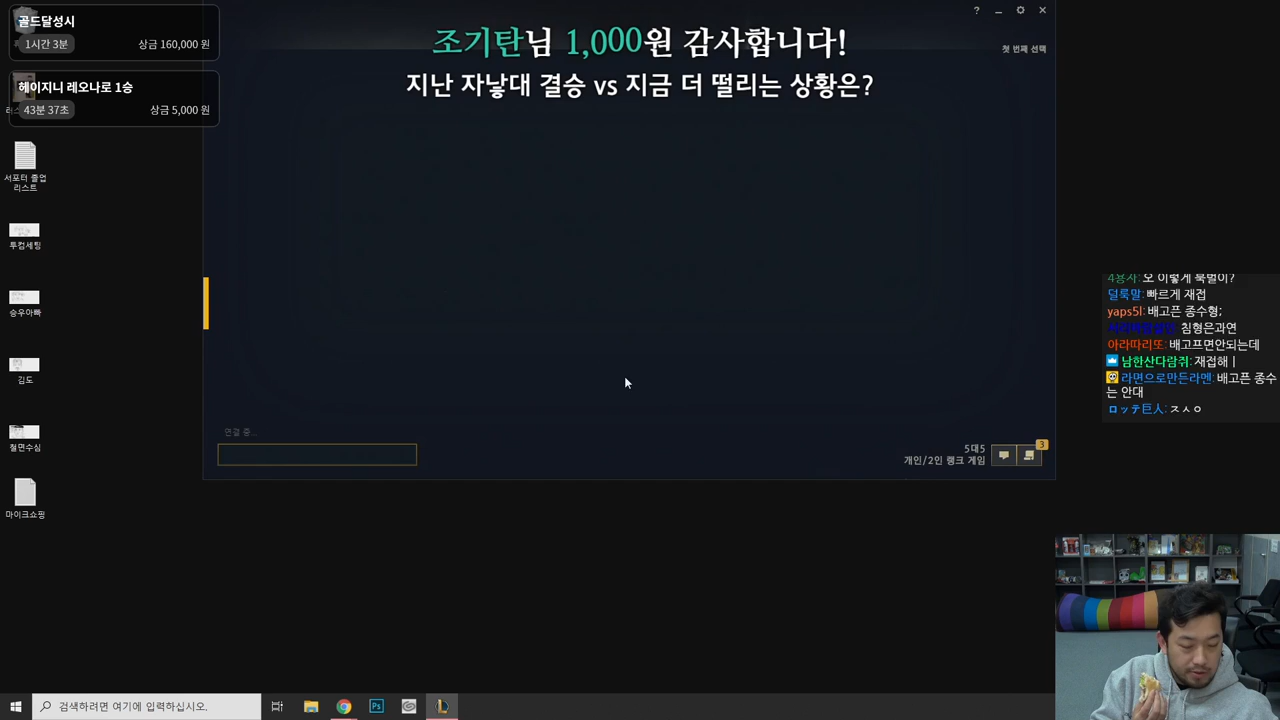 골드달성시
1시간 3분
상금 160,000 원
헤이지니 레오나로 1승
43분 37초
상금 5,000 원
서포터 졸업
리스트
투컴세팅
승우아빠
김도
철면수심
마이크쇼핑
조기탄님 1,000원 감사합니다!
지난 자낳대 결승 vs 지금 더 떨리는 상황은?
첫 번째 선택
연결 중...
5대5
개인/2인 랭크 게임
3
4용자: 오 이렇게 북벌이?
덜룩말: 빠르게 재접
yaps5l: 배고픈 종수형;
침형은과연
아라따리또: 배고프면안되는데
남한산다람쥐: 재접해ㅣ
라면으로만든라멘: 배고픈 종수
는 안대
ロッテ巨人: ㅈㅅㅇ
검색하려면 여기에 입력하십시오.
Ps